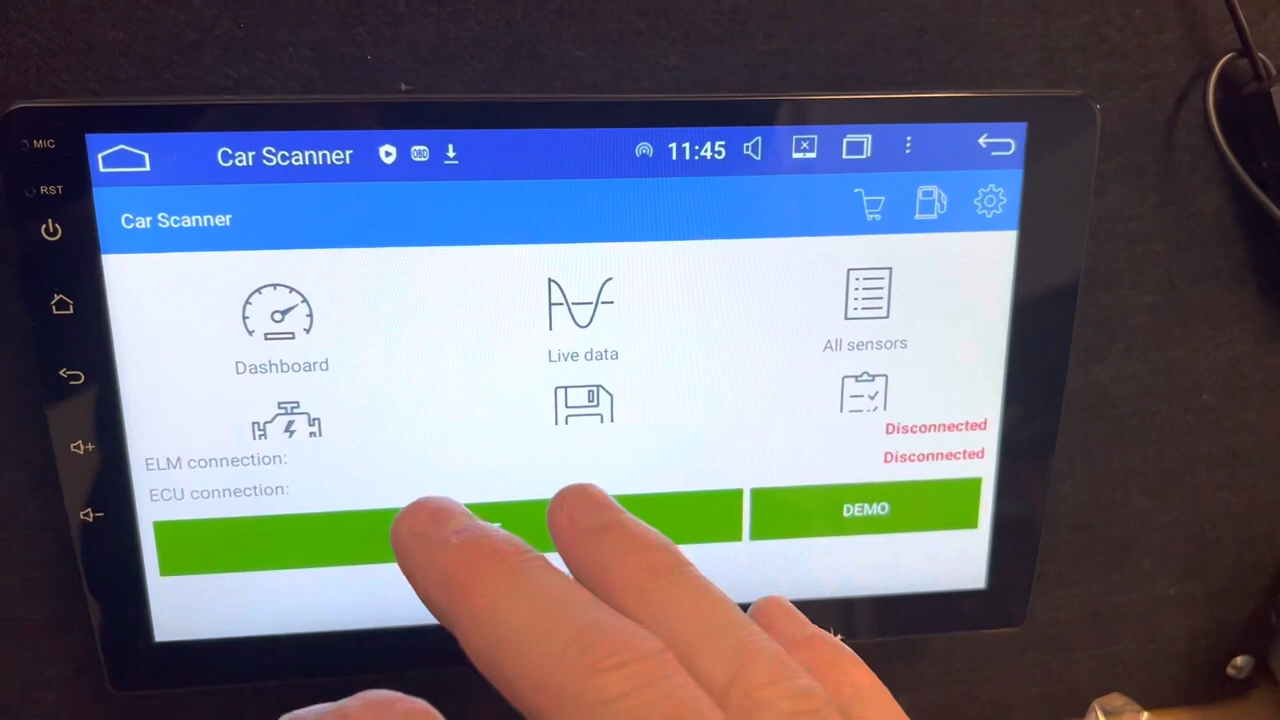 MIC
RST
Car Scanner OBD 11:45
Car Scanner
Dashboard
Live data
All sensors
ELM connection: Disconnected
ECU connection: Disconnected
DEMO